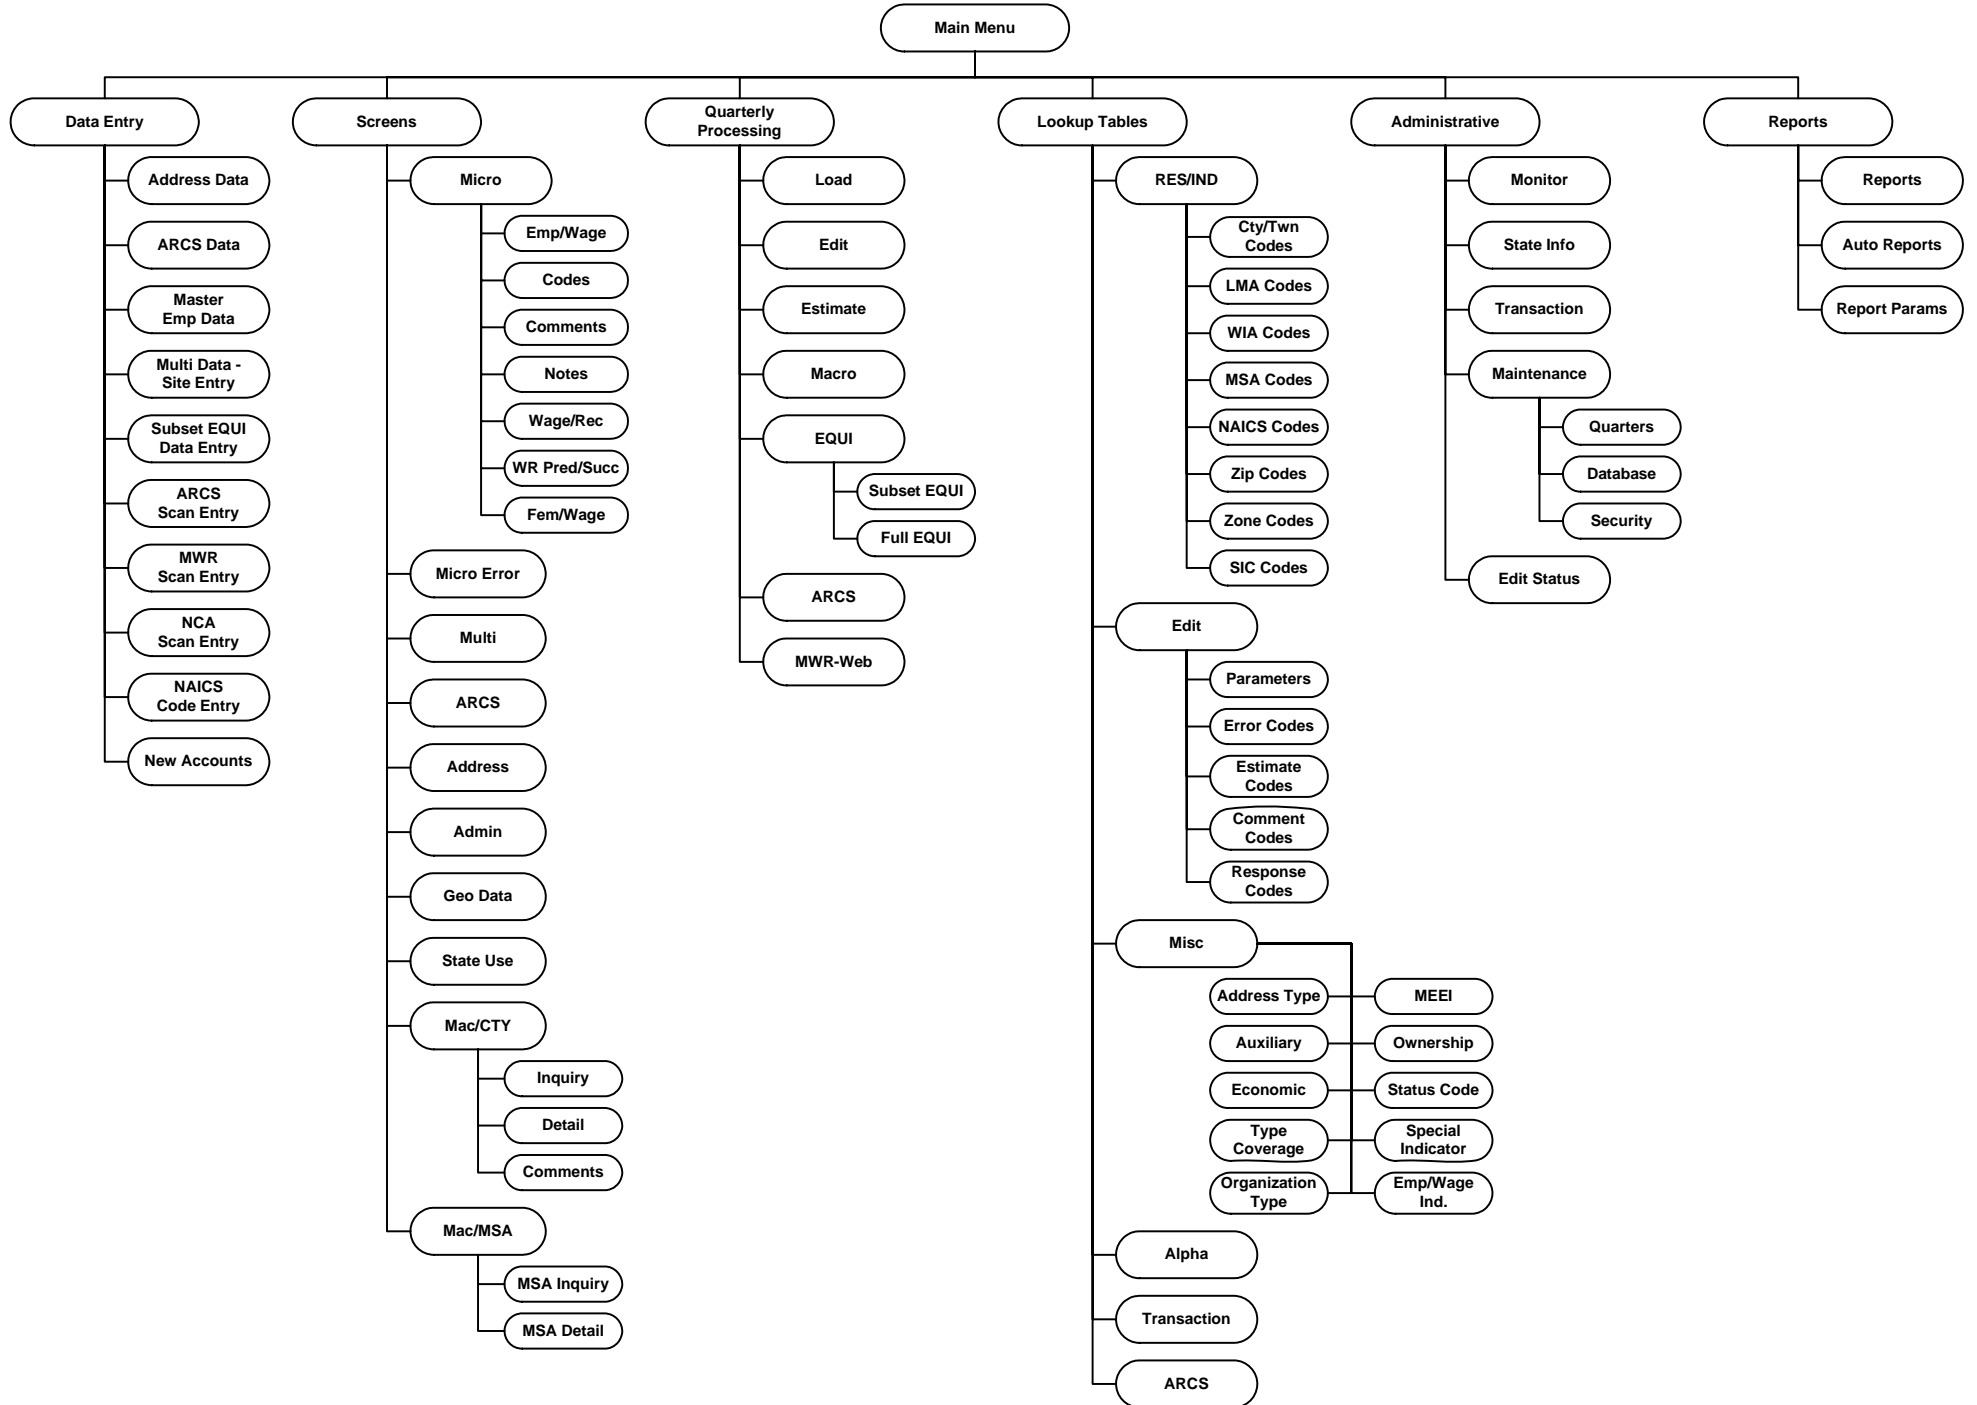 Main Menu
Data Entry
Address Data
ARCS Data
Master
Emp Data
Multi Data -
Site Entry
Subset EQUI
Data Entry
ARCS
Scan Entry
MWR
Scan Entry
NCA
Scan Entry
NAICS
Code Entry
New Accounts
Screens
Micro
Emp/Wage
Codes
Comments
Notes
Wage/Rec
WR Pred/Succ
Fem/Wage
Micro Error
Multi
ARCS
Address
Admin
Geo Data
State Use
Mac/CTY
Inquiry
Detail
Comments
Mac/MSA
MSA Inquiry
MSA Detail
Quarterly
Processing
Load
Edit
Estimate
Macro
EQUI
Subset EQUI
Full EQUI
ARCS
MWR-Web
Lookup Tables
RES/IND
Cty/Twn
Codes
LMA Codes
WIA Codes
MSA Codes
NAICS Codes
Zip Codes
Zone Codes
SIC Codes
Edit
Parameters
Error Codes
Estimate
Codes
Comment
Codes
Response
Codes
Misc
Address Type
MEEI
Auxiliary
Ownership
Economic
Status Code
Type
Coverage
Special
Indicator
Organization
Type
Emp/Wage
Ind.
Alpha
Transaction
ARCS
Administrative
Monitor
State Info
Transaction
Maintenance
Quarters
Database
Security
Edit Status
Reports
Reports
Auto Reports
Report Params